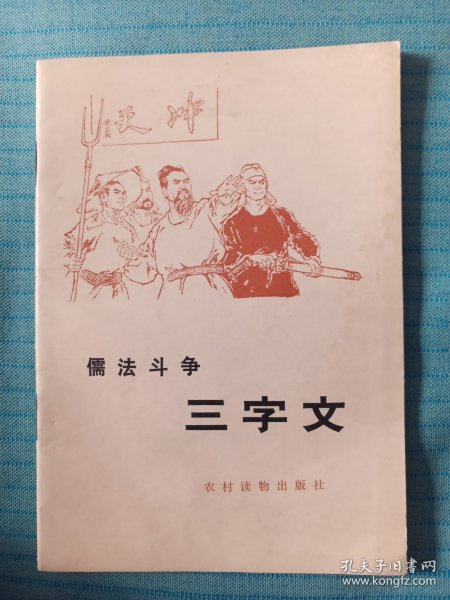 冲天
儒法斗争
三字文
农村读物出版社
孔夫子旧书网
www.kongfz.com